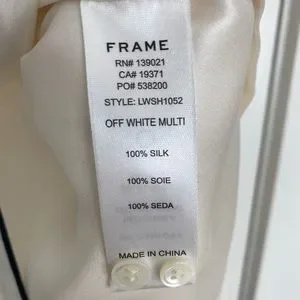 FRAME
RN# 139021
CA# 19371
PO# 538200
STYLE: LWSH1052
OFF WHITE MULTI
100% SILK
100% SOIE
100% SEDA
MADE IN CHINA